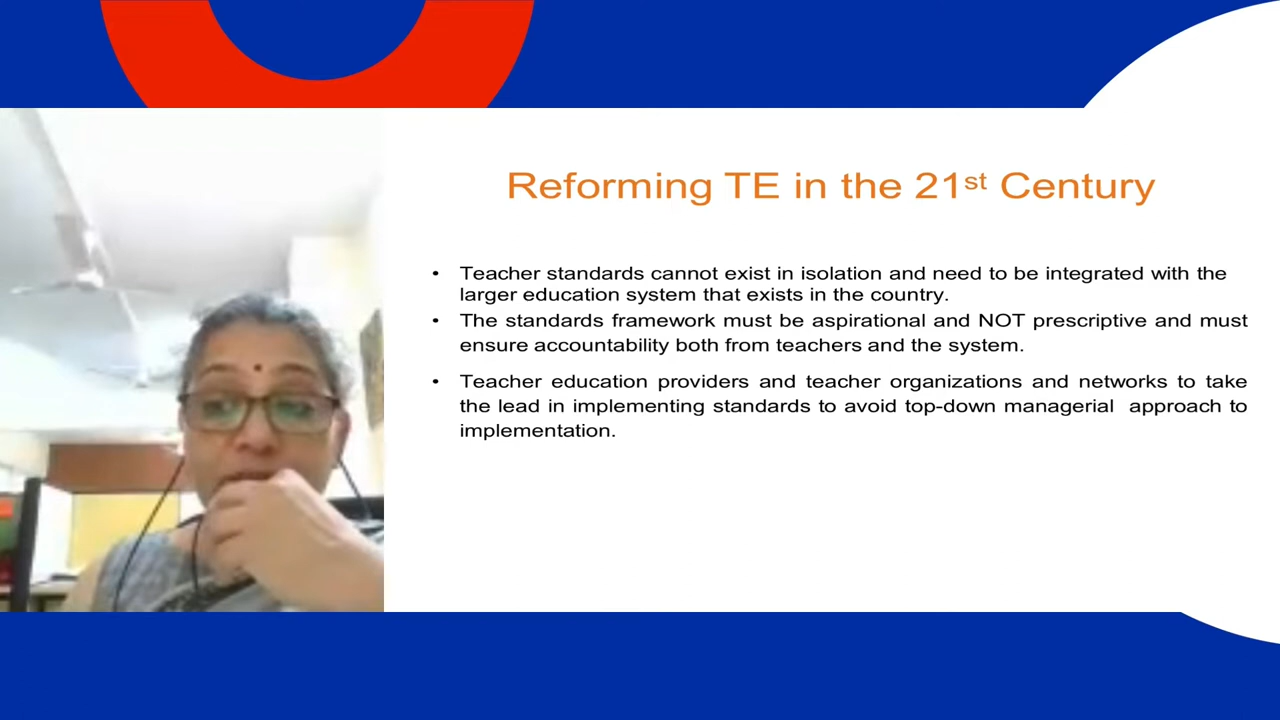 Reforming TE in the 21st Century
• Teacher standards cannot exist in isolation and need to be integrated with the
larger education system that exists in the country.
• The standards framework must be aspirational and NOT prescriptive and must
ensure accountability both from teachers and the system.
• Teacher education providers and teacher organizations and networks to take
the lead in implementing standards to avoid top-down managerial approach to
implementation.